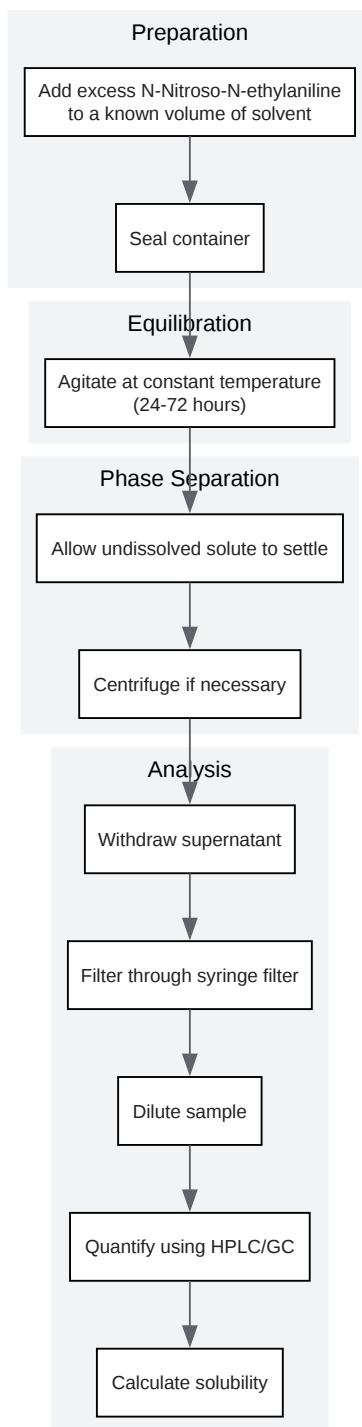 Preparation
Add excess N-Nitroso-N-ethylaniline
to a known volume of solvent
Seal container
Equilibration
Agitate at constant temperature
(24-72 hours)
Phase Separation
Allow undissolved solute to settle
Centrifuge if necessary
Analysis
Withdraw supernatant
Filter through syringe filter
Dilute sample
Quantify using HPLC/GC
Calculate solubility